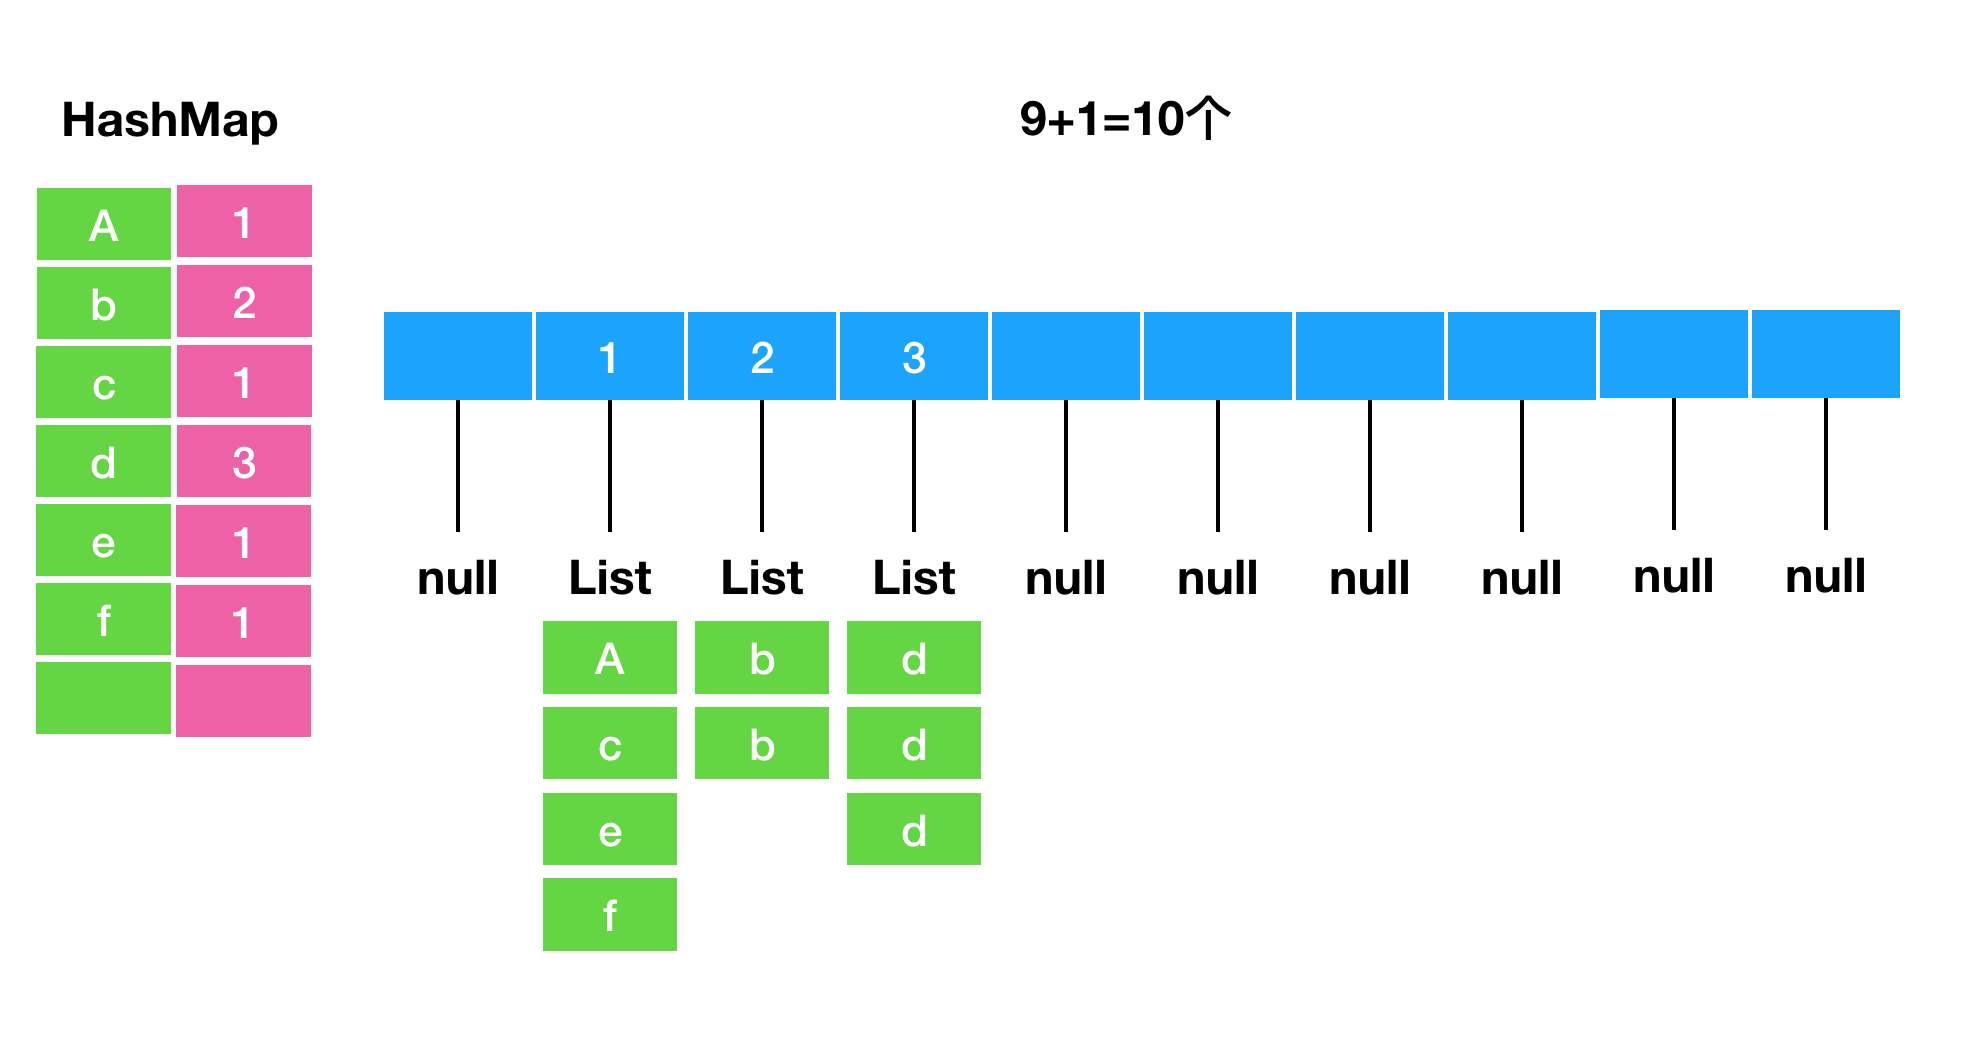 HashMap
9+1=10个
A 1
b 2
c 1
d 3
e 1
f 1
1 2 3
null List List List null null null null null null
A b d
c b d
e d
f